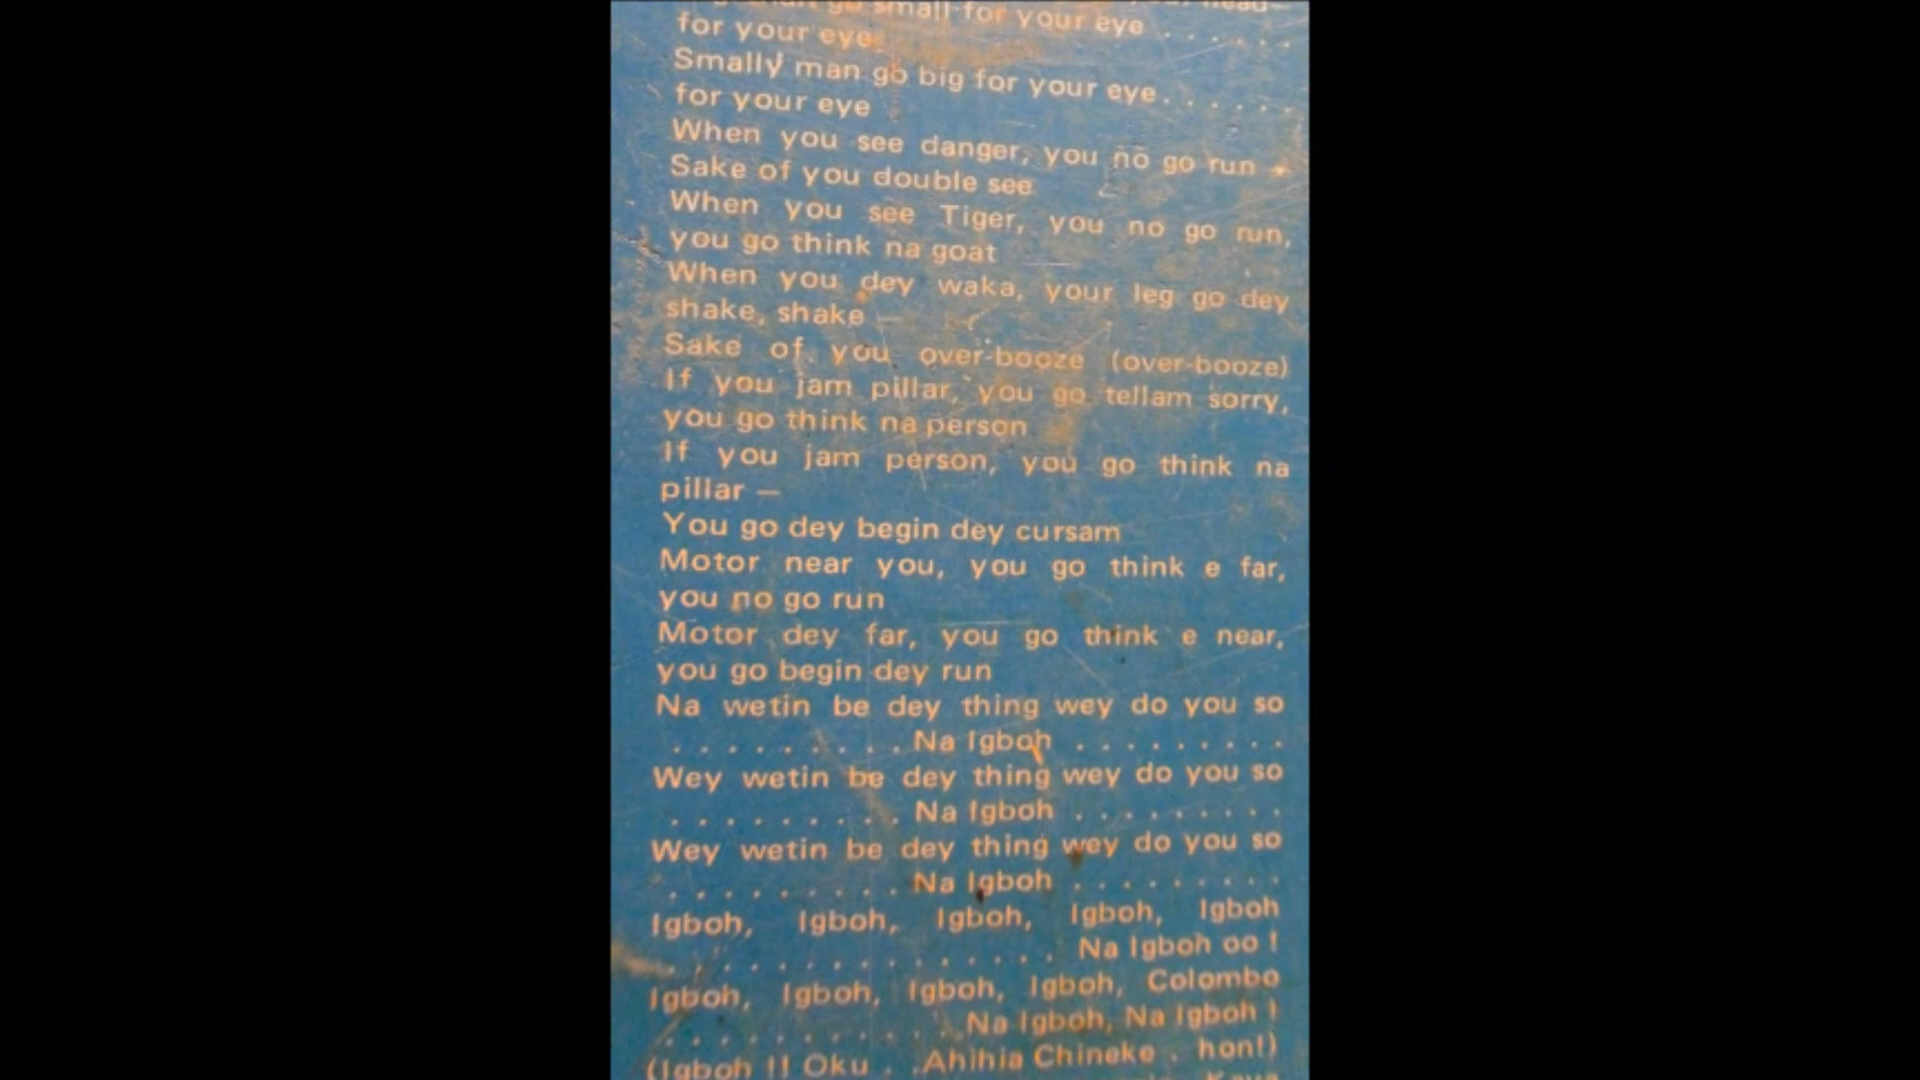 go small for your eye . . . . . .
for your eye
Smally man go big for your eye. . . . . .
for your eye
When you see danger, you no go run -
Sake of you double see
When you see Tiger, you no go run,
you go think na goat
When you dey waka, your leg go dey
shake, shake —
Sake of you over-booze (over-booze)
If you jam pillar, you go tellam sorry,
you go think na person
If you jam person, you go think na
pillar —
You go dey begin dey cursam
Motor near you, you go think e far,
you no go run
Motor dey far, you go think e near,
you go begin dey run
Na wetin be dey thing wey do you so
. . . . . . . . . Na Igboh . . . . . . . . .
Wey wetin be dey thing wey do you so
. . . . . . . . . Na Igboh . . . . . . . . .
Wey wetin be dey thing wey do you so
. . . . . . . . . Na Igboh . . . . . . . . .
Igboh, Igboh, Igboh, Igboh, Igboh
. . . . . . . . . . . . . . Na Igboh oo !
Igboh, Igboh, Igboh, Igboh, Colombo
. . . . . . . . . . . Na Igboh, Na Igboh !
(Igboh !! Oku . .Ahihia Chineke . hon!)